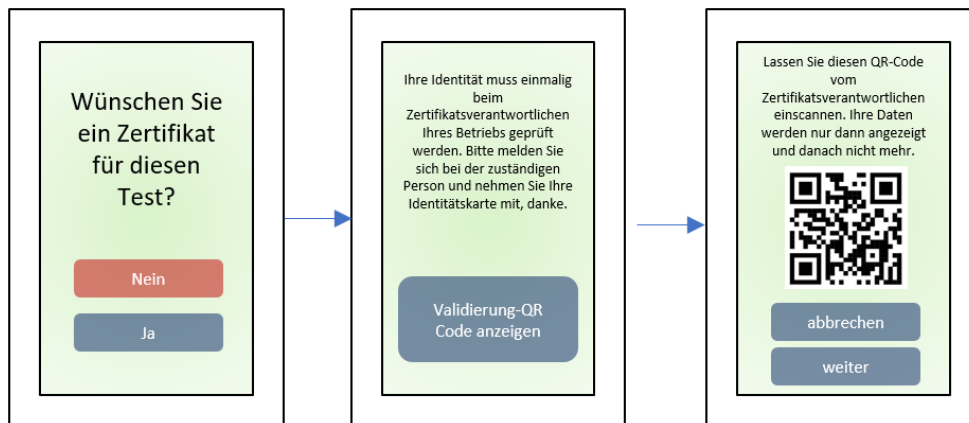 Wünschen Sie
ein Zertifikat
für diesen
Test?
Nein
Ja
Ihre Identität muss einmalig
beim
Zertifikatsverantwortlichen
Ihres Betriebs geprüft
werden. Bitte melden Sie
sich bei der zuständigen
Person und nehmen Sie Ihre
Identitätskarte mit, danke.
Validierung-QR
Code anzeigen
Lassen Sie diesen QR-Code
vom
Zertifikatsverantwortlichen
einscannen. Ihre Daten
werden nur dann angezeigt
und danach nicht mehr.
abbrechen
weiter